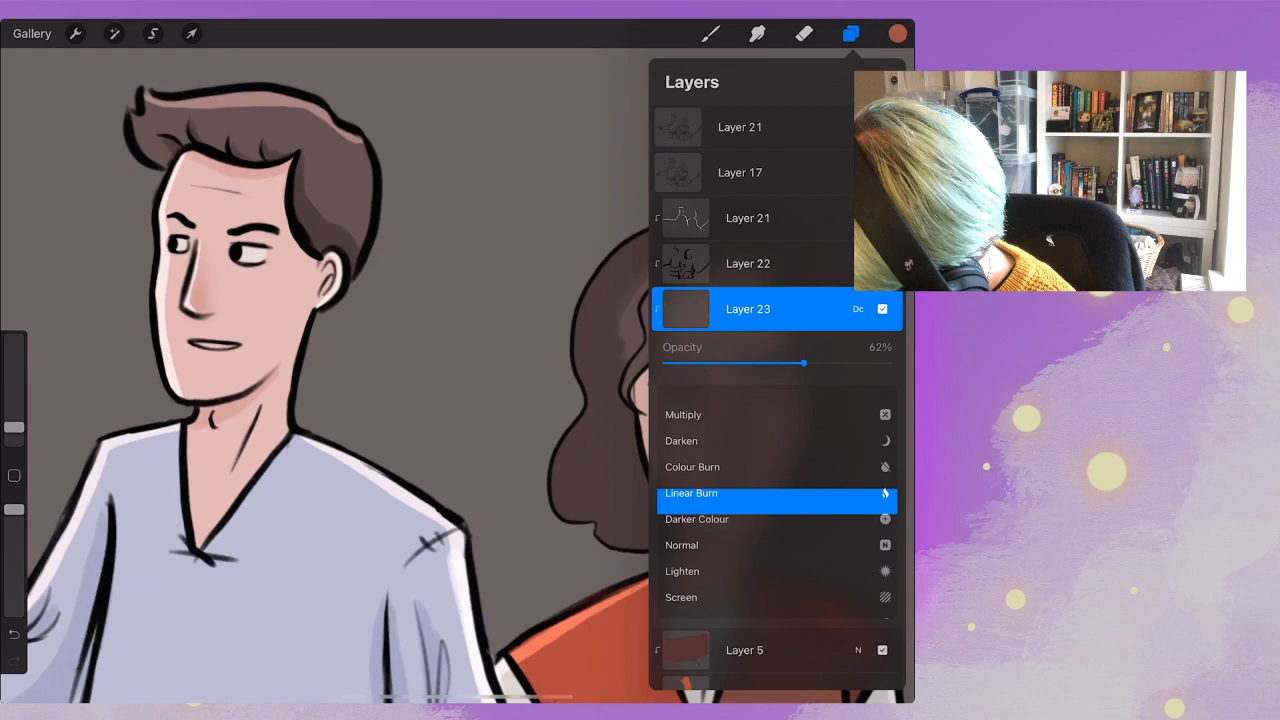 Gallery
Layers
Layer 21
Layer 17
Layer 21
Layer 22
Layer 23 Dc
Opacity 62%
Multiply
Darken
Colour Burn
Linear Burn
Darker Colour
Normal N
Lighten
Screen
Layer 5 N